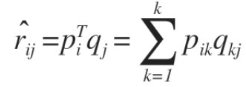 r̂ᵢⱼ = pᵢᵀqⱼ = ∑ₖ₌₁ᵏ pᵢₖqₖⱼ